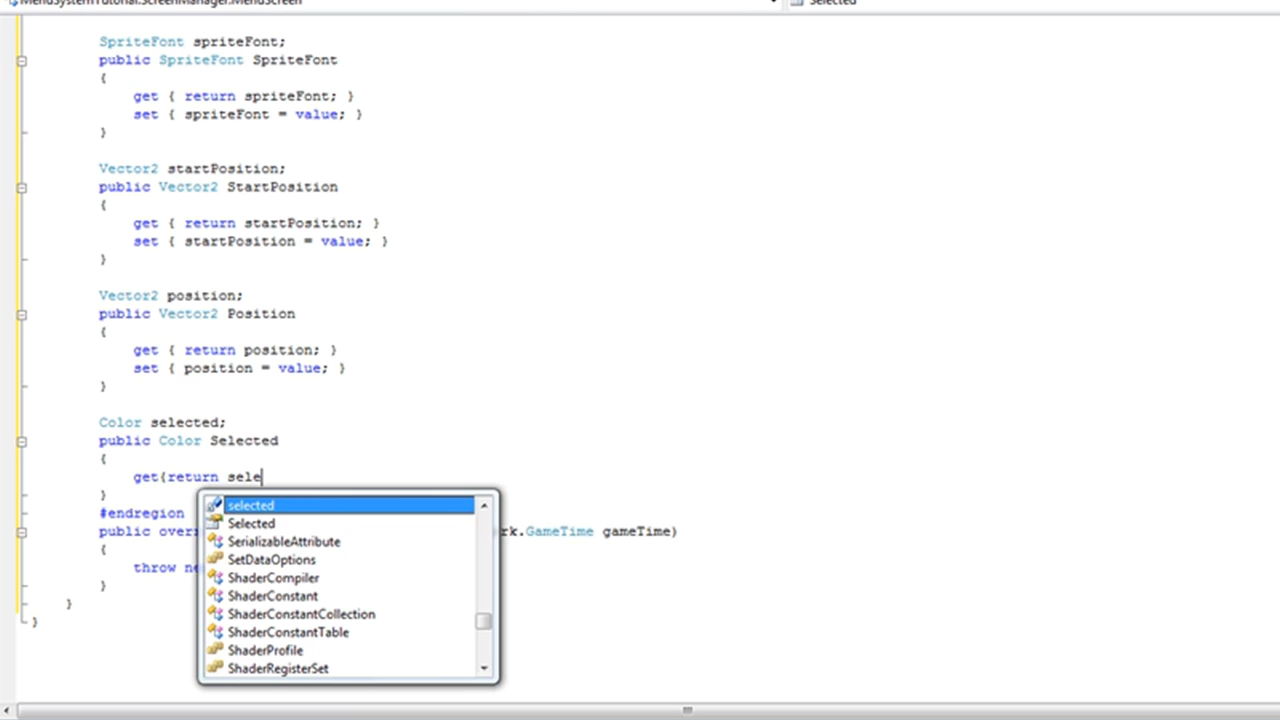 MenuSystemTutorial.ScreenManager.MenuScreen
Selected
SpriteFont spriteFont;
public SpriteFont SpriteFont
{
get { return spriteFont; }
set { spriteFont = value; }
}
Vector2 startPosition;
public Vector2 StartPosition
{
get { return startPosition; }
set { startPosition = value; }
}
Vector2 position;
public Vector2 Position
{
get { return position; }
set { position = value; }
}
Color selected;
public Color Selected
{
get{return sele
}
#endregion
public over rk.GameTime gameTime)
{
throw ne
}
}
}
selected
Selected
SerializableAttribute
SetDataOptions
ShaderCompiler
ShaderConstant
ShaderConstantCollection
ShaderConstantTable
ShaderProfile
ShaderRegisterSet